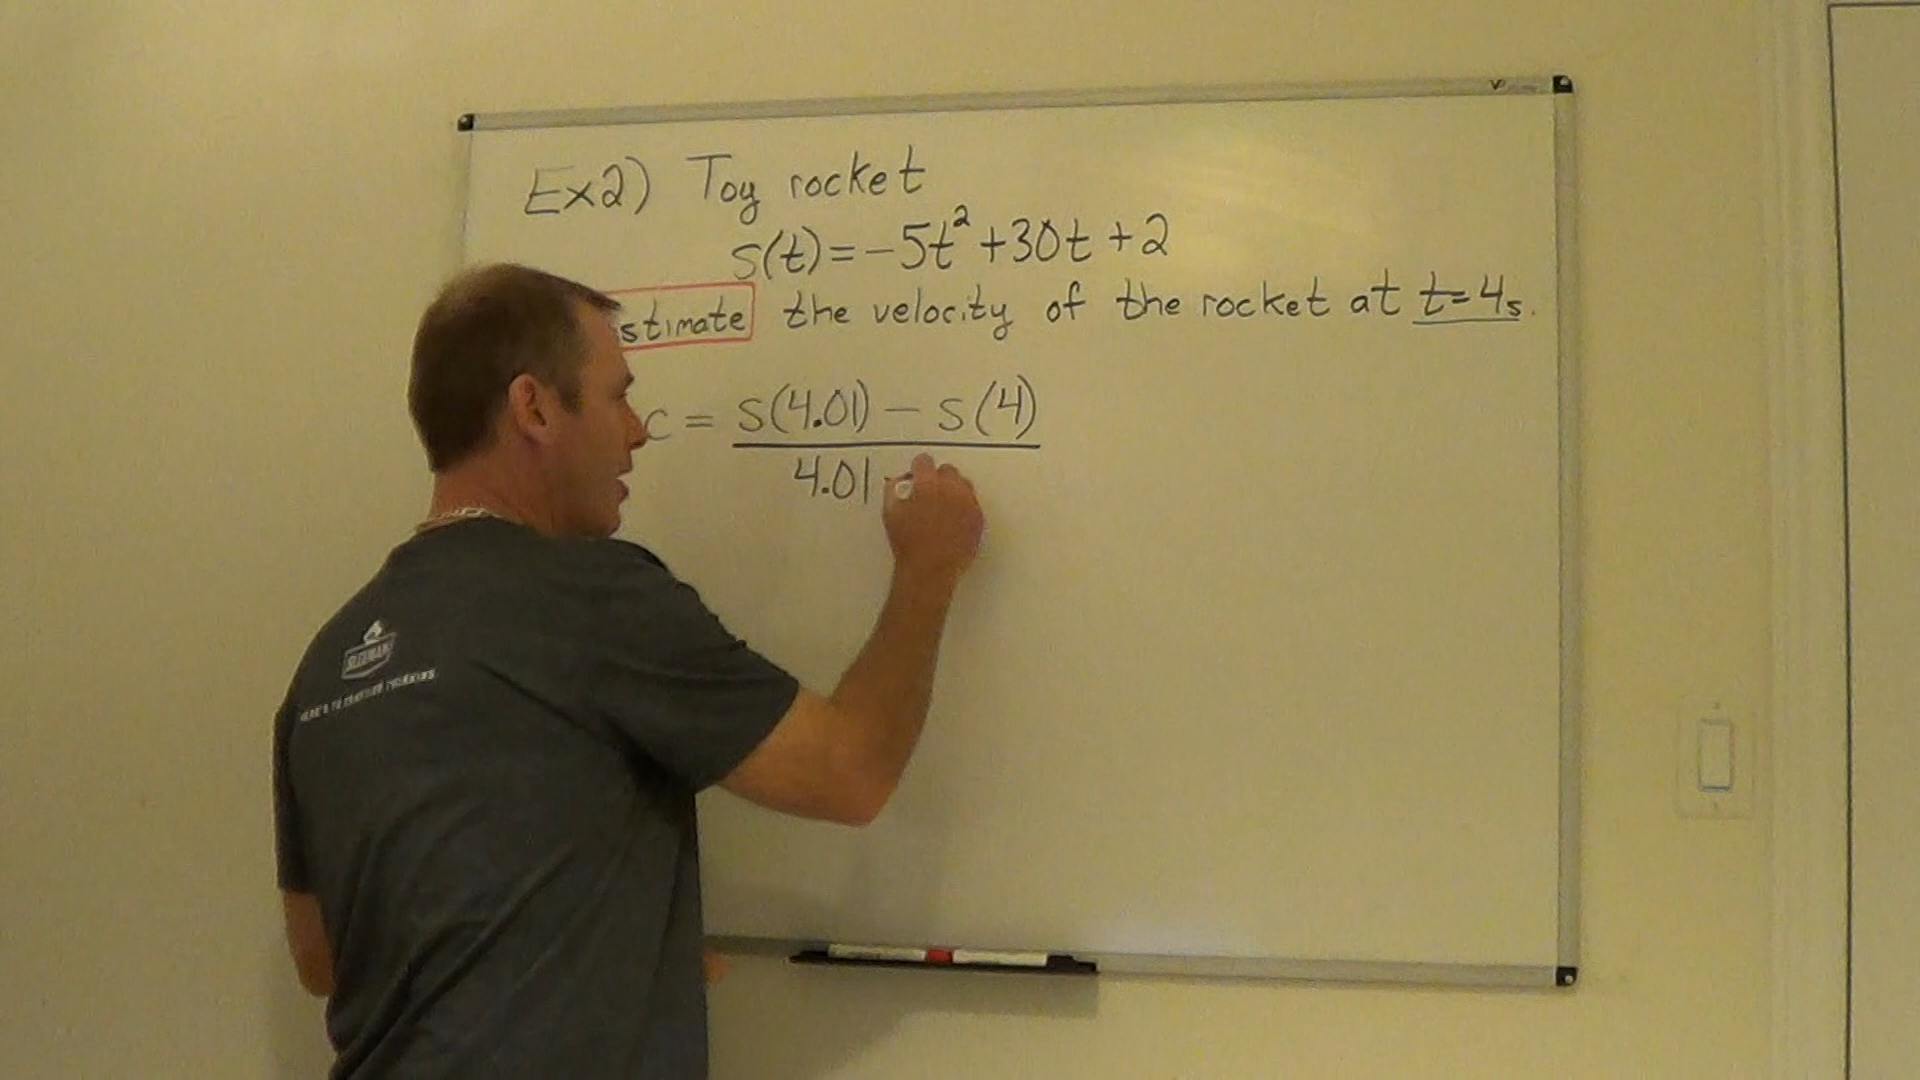 Ex2) Toy rocket
s(t)=-5t²+30t+2
stimate the velocity of the rocket at t=4s.
c = s(4.01) - s(4)
4.01 -
SLEEMAN